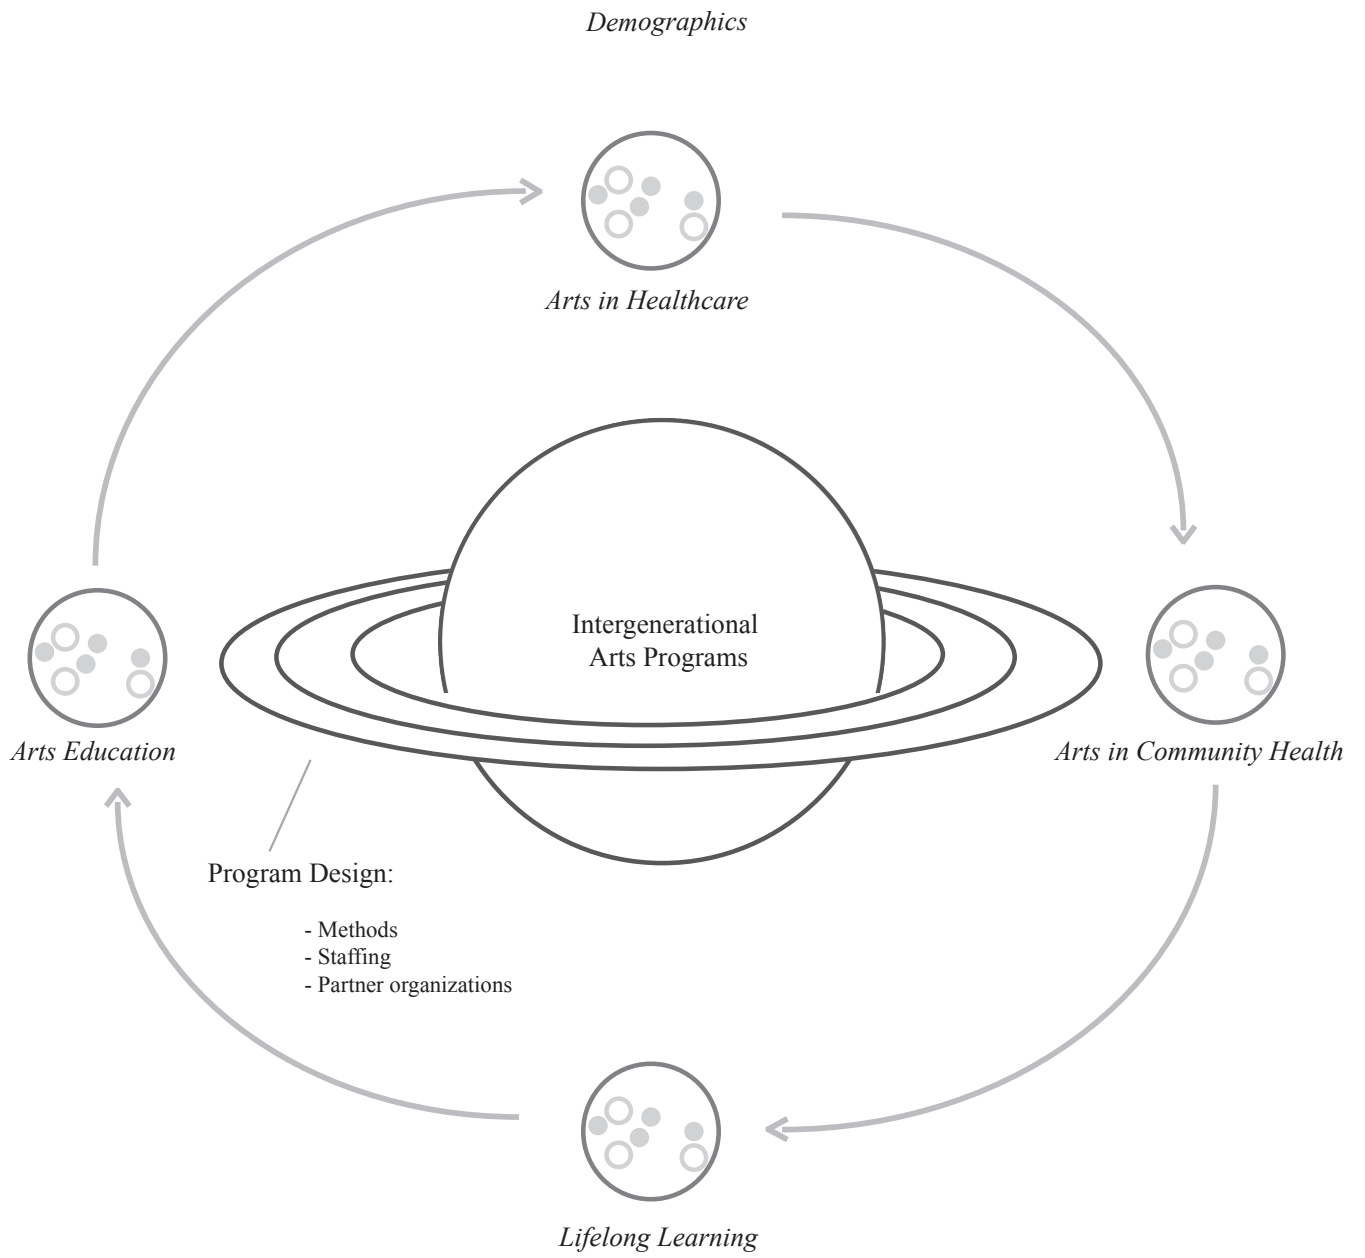 Demographics
Arts in Healthcare
Intergenerational
Arts Programs
Arts Education
Arts in Community Health
Program Design:
- Methods
- Staffing
- Partner organizations
Lifelong Learning